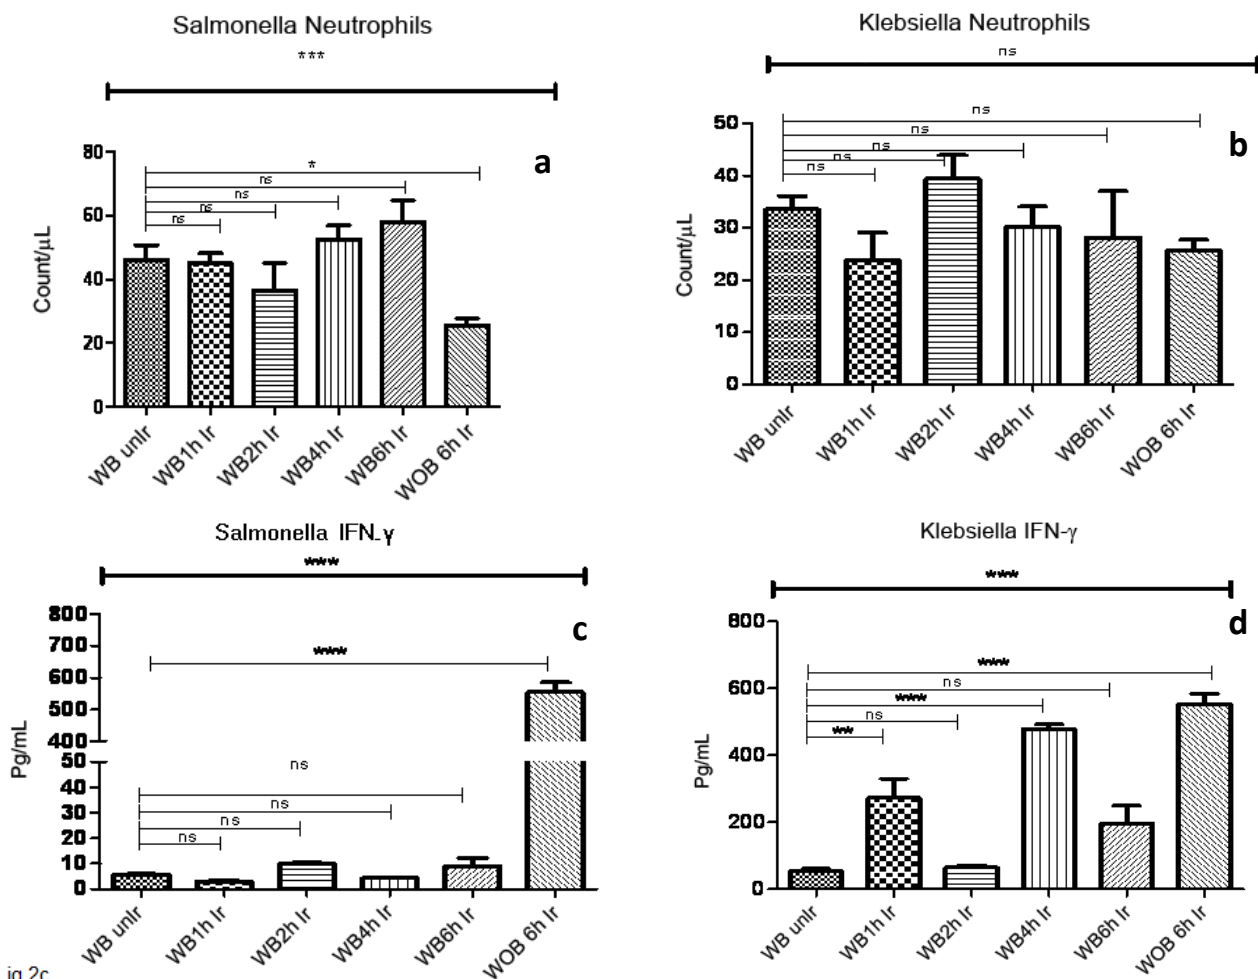 Salmonella Neutrophils
***
a
80
60
40
20
0
Count/μL
*
ns
ns
ns
ns
WB unIr
WB1h Ir
WB2h Ir
WB4h Ir
WB6h Ir
WOB 6h Ir
Klebsiella Neutrophils
ns
b
50
40
30
20
10
0
Count/μL
ns
ns
ns
ns
ns
WB unIr
WB1h Ir
WB2h Ir
WB4h Ir
WB6h Ir
WOB 6h Ir
Salmonella IFN-γ
***
c
800
700
600
500
400
50
40
30
20
10
0
Pg/mL
***
ns
ns
ns
ns
WB unIr
WB1h Ir
WB2h Ir
WB4h Ir
WB6h Ir
WOB 6h Ir
Klebsiella IFN-γ
***
d
800
600
400
200
0
Pg/mL
***
ns
***
ns
**
WB unIr
WB1h Ir
WB2h Ir
WB4h Ir
WB6h Ir
WOB 6h Ir
ig 2c